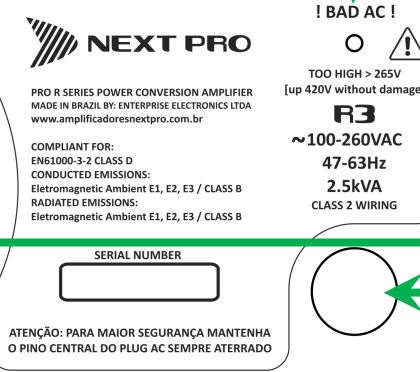 NEXT PRO
PRO R SERIES POWER CONVERSION AMPLIFIER
MADE IN BRAZIL BY: ENTERPRISE ELECTRONICS LTDA
www.amplificadoresnextpro.com.br
COMPLIANT FOR:
EN61000-3-2 CLASS D
CONDUCTED EMISSIONS:
Eletromagnetic Ambient E1, E2, E3 / CLASS B
RADIATED EMISSIONS:
Eletromagnetic Ambient E1, E2, E3 / CLASS B
! BAD AC !
!
TOO HIGH > 265V
[up 420V without damage
R3
~100-260VAC
47-63Hz
2.5kVA
CLASS 2 WIRING
SERIAL NUMBER
ATENÇÃO: PARA MAIOR SEGURANÇA MANTENHA
O PINO CENTRAL DO PLUG AC SEMPRE ATERRADO